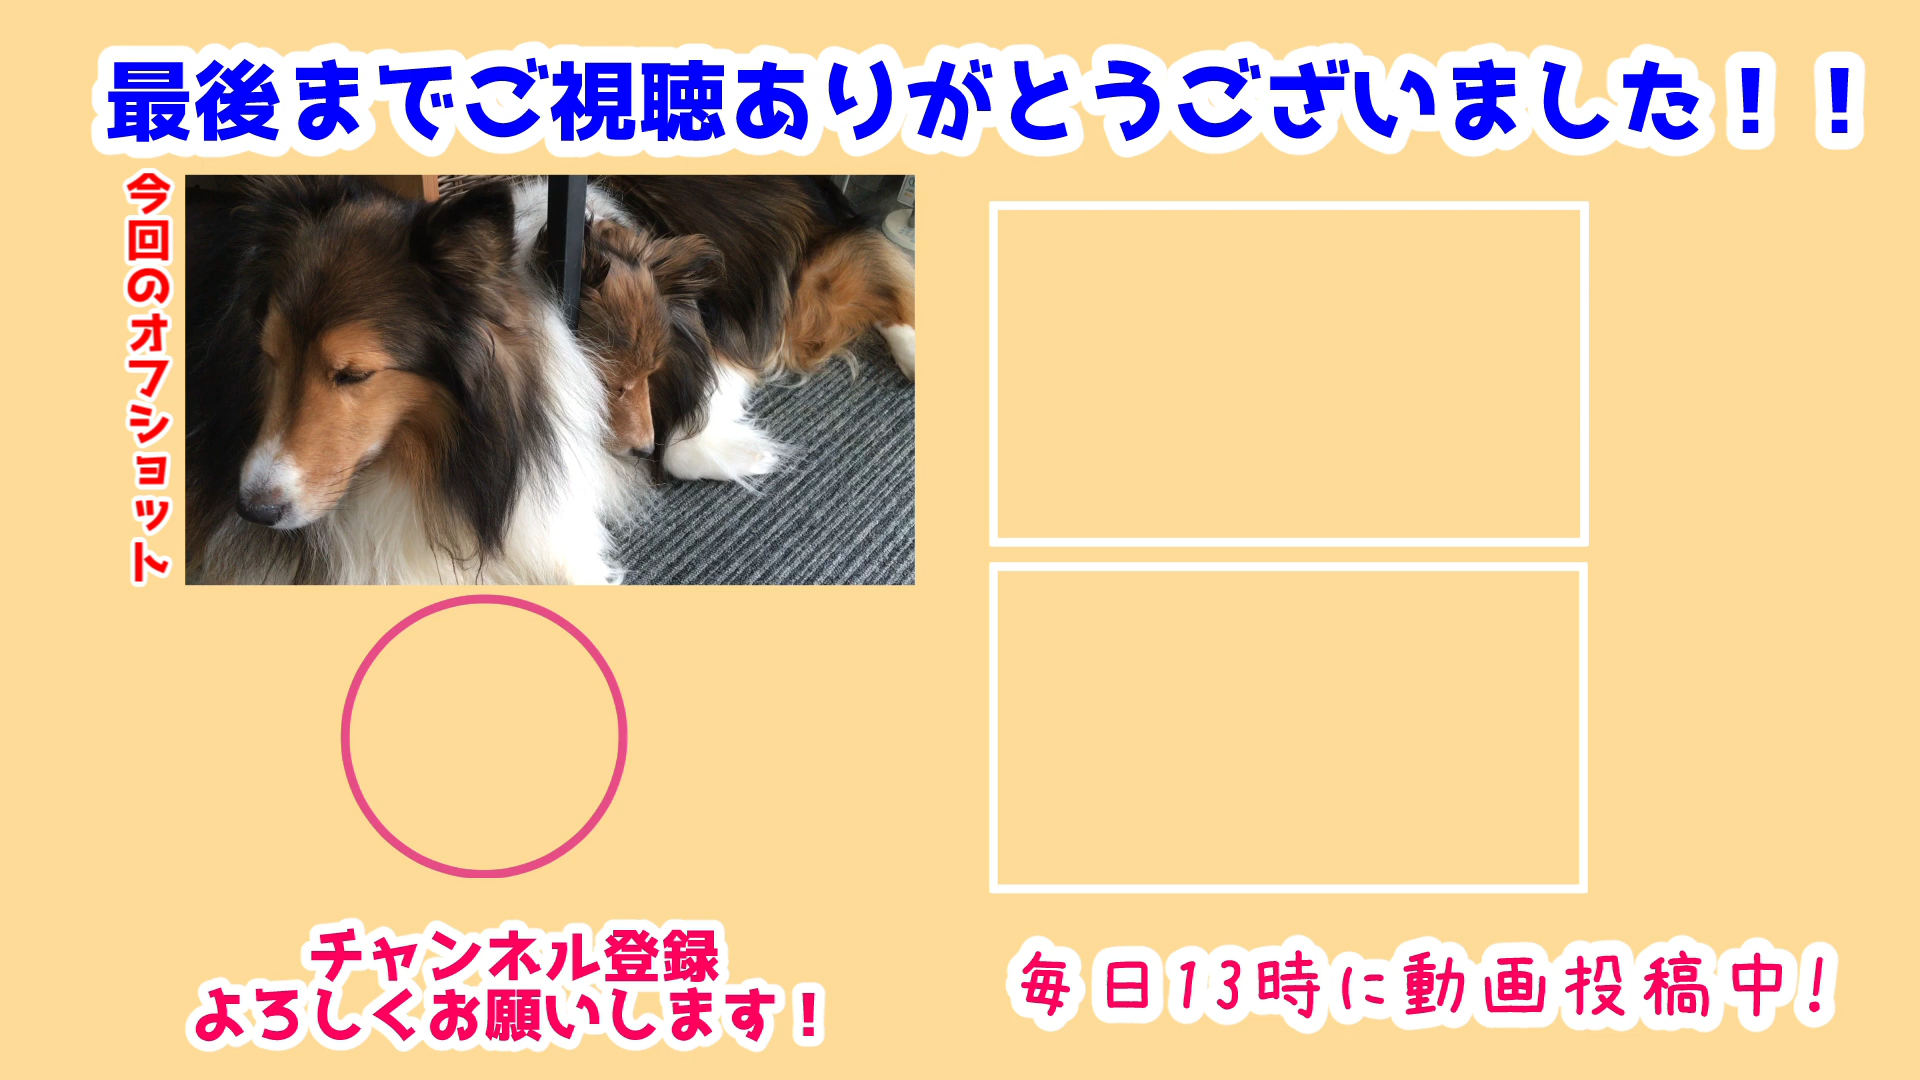 最後までご視聴ありがとうございました！！
今回のオフショット
チャンネル登録
よろしくお願いします！
毎日13時に動画投稿中!